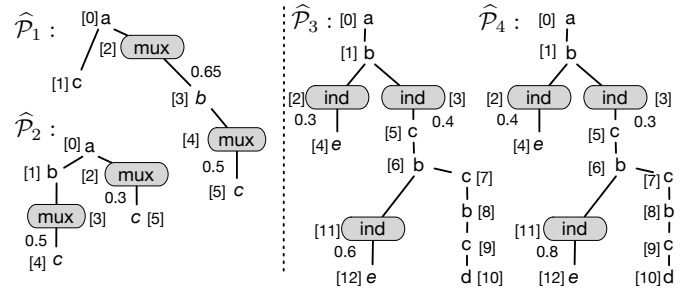 P̂₁ :
[0] a
[2] mux
[1] c
0.65
[3] b
[4] mux
0.5
[5] c
P̂₂ :
[0] a
[1] b
[2] mux
0.3
c [5]
mux [3]
0.5
[4] c
P̂₃ :
[0] a
[1] b
[2] ind
ind [3]
0.3
0.4
[4] e
[5] c
[6] b
c [7]
b [8]
[11] ind
c [9]
0.6
[12] e
d [10]
P̂₄ :
[0] a
[1] b
[2] ind
ind [3]
0.4
0.3
[4] e
[5] c
[6] b
[7] c
[8] b
[11] ind
[9] c
0.8
[12] e
[10] d